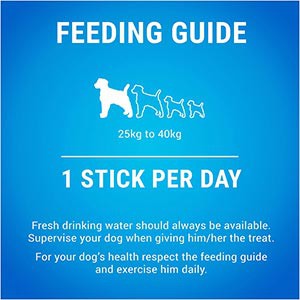 FEEDING GUIDE
25kg to 40kg
1 STICK PER DAY
Fresh drinking water should always be available.
Supervise your dog when giving him/her the treat.
For your dog's health respect the feeding guide
and exercise him daily.